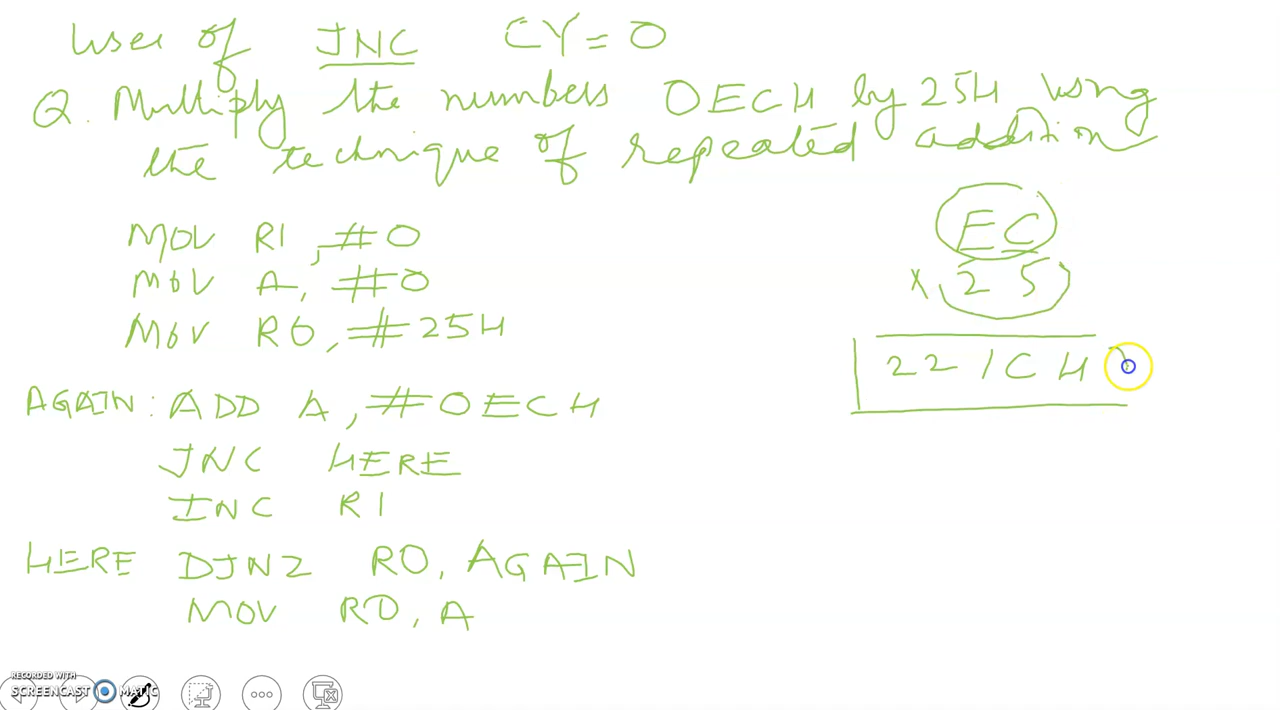 Uses of JNC CY = 0
Q. Multiply the numbers 0ECH by 25H using
the technique of repeated addition
MOV R1, #0
MOV A, #0
MOV R0, #25H
AGAIN: ADD A, #0ECH
JNC HERE
INC R1
HERE DJNZ R0, AGAIN
MOV R0, A
EC
x 25
221CH
RECORDED WITH
SCREENCAST MATIC